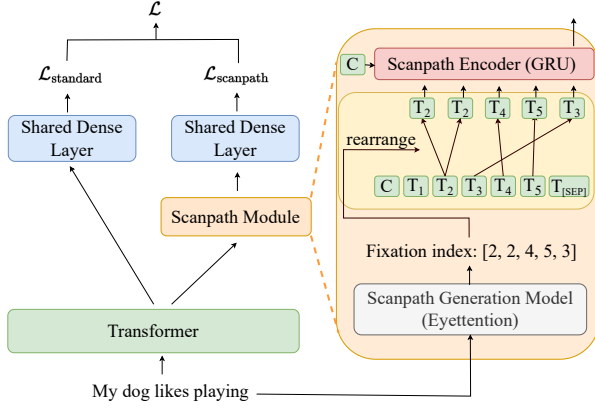 𝓛
𝓛standard
𝓛scanpath
Shared Dense
Layer
Shared Dense
Layer
Scanpath Module
Transformer
My dog likes playing
C
Scanpath Encoder (GRU)
T2 T2 T4 T5 T3
rearrange
C T1 T2 T3 T4 T5 T[SEP]
Fixation index: [2, 2, 4, 5, 3]
Scanpath Generation Model
(Eyettention)